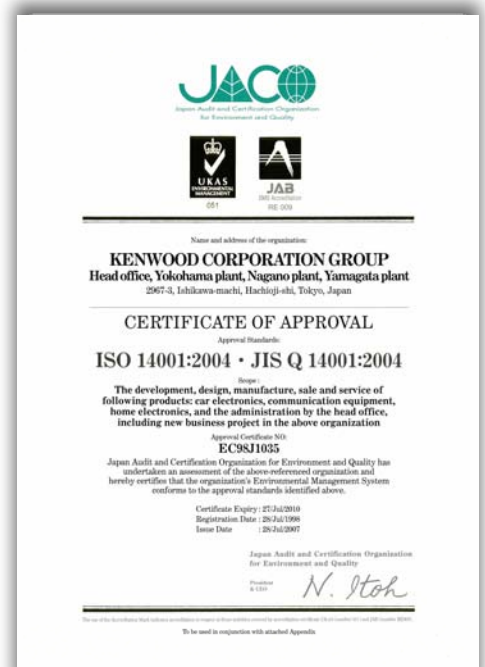 JACO
Japan Audit and Certification Organization
for Environment and Quality
UKAS
ENVIRONMENTAL
MANAGEMENT
051
JAB
EMS Accreditation
RE 009
Name and address of the organization:
KENWOOD CORPORATION GROUP
Head office, Yokohama plant, Nagano plant, Yamagata plant
2967-3, Ishikawa-machi, Hachioji-shi, Tokyo, Japan
CERTIFICATE OF APPROVAL
Approval Standards:
ISO 14001:2004 · JIS Q 14001:2004
Scope:
The development, design, manufacture, sale and service of
following products: car electronics, communication equipment,
home electronics, and the administration by the head office,
including new business project in the above organization
Approval Certificate NO:
EC98J1035
Japan Audit and Certification Organization for Environment and Quality has
undertaken an assessment of the above-referenced organization and
hereby certifies that the organization's Environmental Management System
conforms to the approval standards identified above.
Certificate Expiry : 27/Jul/2010
Registration Date : 28/Jul/1998
Issue Date : 28/Jul/2007
Japan Audit and Certification Organization
for Environment and Quality
President
& CEO
N. Itoh
To be used in conjunction with attached Appendix